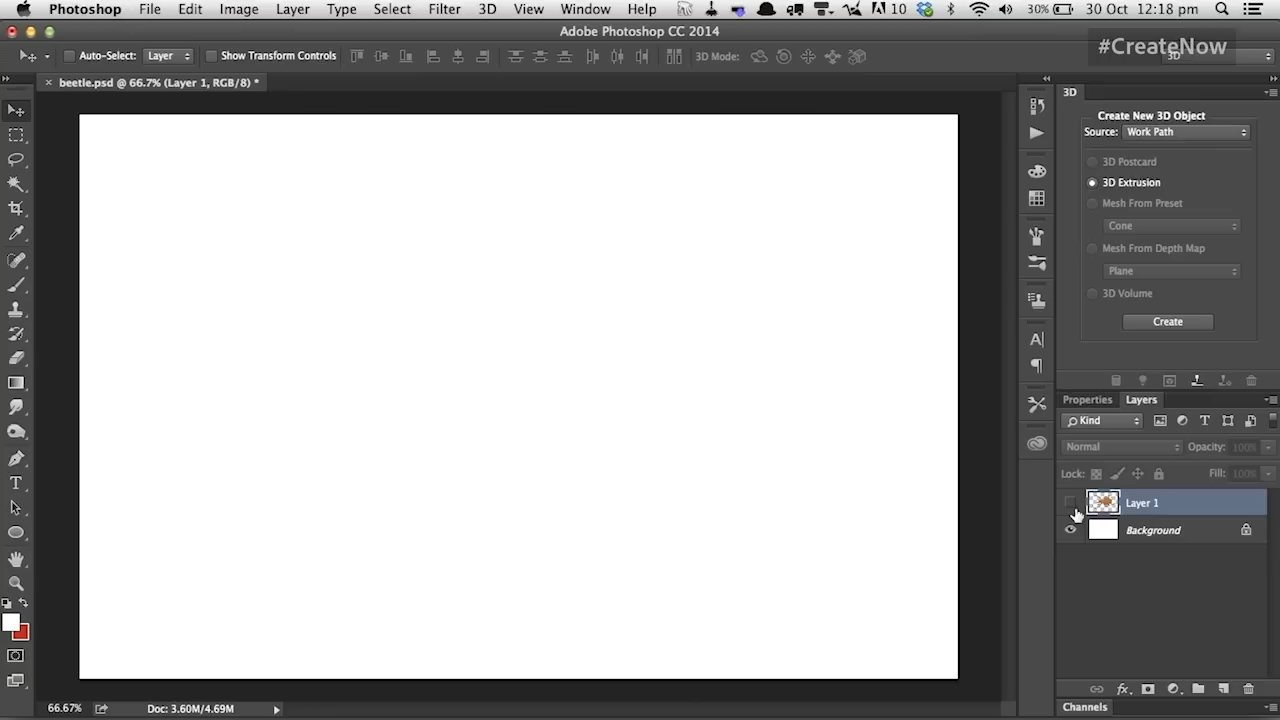 Photoshop File Edit Image Layer Type Select Filter 3D View Window Help 10 30% 30 Oct 12:18 pm
Adobe Photoshop CC 2014
Auto-Select: Layer Show Transform Controls 3D Mode: #CreateNow 3D
× beetle.psd @ 66.7% (Layer 1, RGB/8) *
3D
Create New 3D Object
Source: Work Path
3D Postcard
3D Extrusion
Mesh From Preset
Cone
Mesh From Depth Map
Plane
3D Volume
Create
Properties Layers
Kind
Normal Opacity: 100%
Lock: Fill: 100%
Layer 1
Background
66.67% Doc: 3.60M/4.69M
Channels